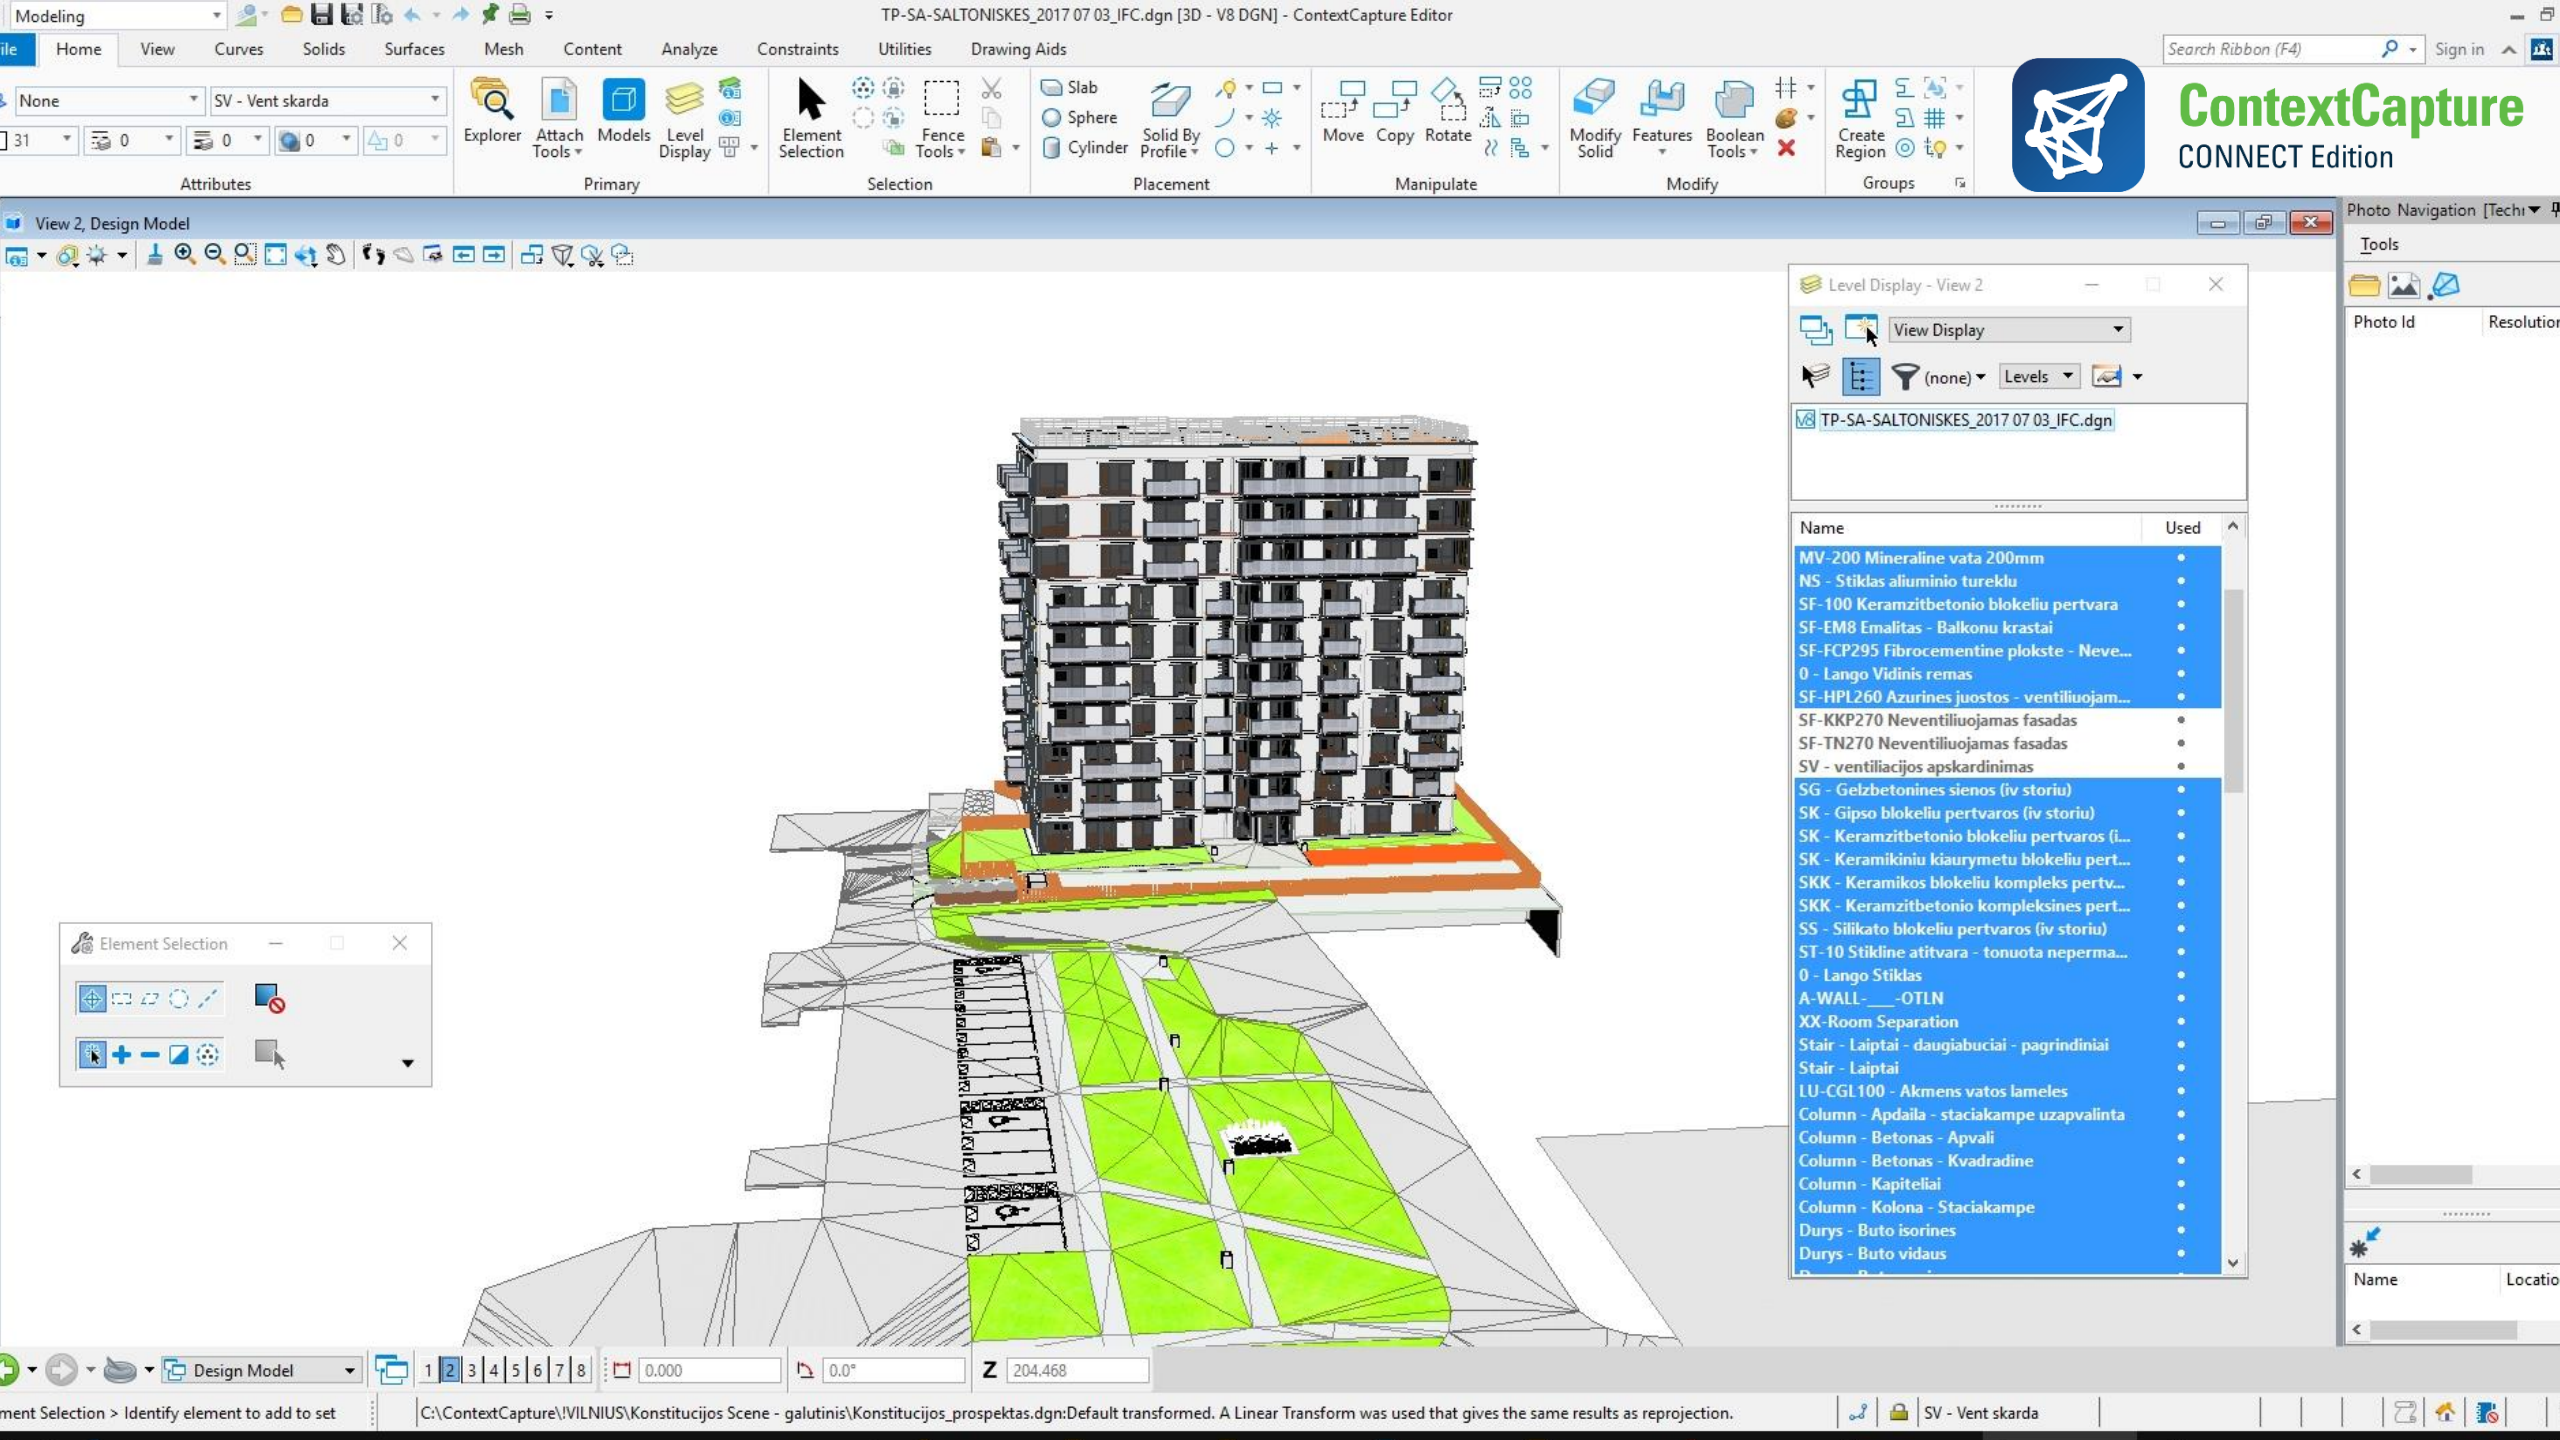 Modeling
TP-SA-SALTONISKES_2017 07 03_IFC.dgn [3D - V8 DGN] - ContextCapture Editor
ile Home View Curves Solids Surfaces Mesh Content Analyze Constraints Utilities Drawing Aids
Search Ribbon (F4) Sign in
None SV - Vent skarda
31 0 0 0 0
Attributes
Explorer Attach Tools Models Level Display
Primary
Element Selection Fence Tools
Selection
Slab
Sphere
Cylinder
Solid By Profile
Placement
Move Copy Rotate
Manipulate
Modify Solid Features Boolean Tools
Modify
Create Region
Groups
ContextCapture
CONNECT Edition
View 2, Design Model
Photo Navigation [Techı
Tools
Photo Id Resolution
Level Display - View 2
View Display
(none) Levels
V8 TP-SA-SALTONISKES_2017 07 03_IFC.dgn
Name Used
MV-200 Mineraline vata 200mm
NS - Stiklas aliuminio tureklu
SF-100 Keramzitbetonio blokeliu pertvara
SF-EM8 Emalitas - Balkonu krastai
SF-FCP295 Fibrocementine plokste - Neve...
0 - Lango Vidinis remas
SF-HPL260 Azurines juostos - ventiliuojam...
SF-KKP270 Neventiliuojamas fasadas
SF-TN270 Neventiliuojamas fasadas
SV - ventiliacijos apskardinimas
SG - Gelzbetonines sienos (iv storiu)
SK - Gipso blokeliu pertvaros (iv storiu)
SK - Keramzitbetonio blokeliu pertvaros (i...
SK - Keramikiniu kiaurymetu blokeliu pert...
SKK - Keramikos blokeliu kompleks pertv...
SKK - Keramzitbetonio kompleksines pert...
SS - Silikato blokeliu pertvaros (iv storiu)
ST-10 Stikline atitvara - tonuota neperma...
0 - Lango Stiklas
A-WALL-___-OTLN
XX-Room Separation
Stair - Laiptai - daugiabuciai - pagrindiniai
Stair - Laiptai
LU-CGL100 - Akmens vatos lameles
Column - Apdaila - staciakampe uzapvalinta
Column - Betonas - Apvali
Column - Betonas - Kvadradine
Column - Kapiteliai
Column - Kolona - Staciakampe
Durys - Buto isorines
Durys - Buto vidaus
Element Selection
Name Locatio
Design Model 1 2 3 4 5 6 7 8 0.000 0.0° Z 204.468
ment Selection > Identify element to add to set
C:\ContextCapture\!VILNIUS\Konstitucijos Scene - galutinis\Konstitucijos_prospektas.dgn:Default transformed. A Linear Transform was used that gives the same results as reprojection.
SV - Vent skarda